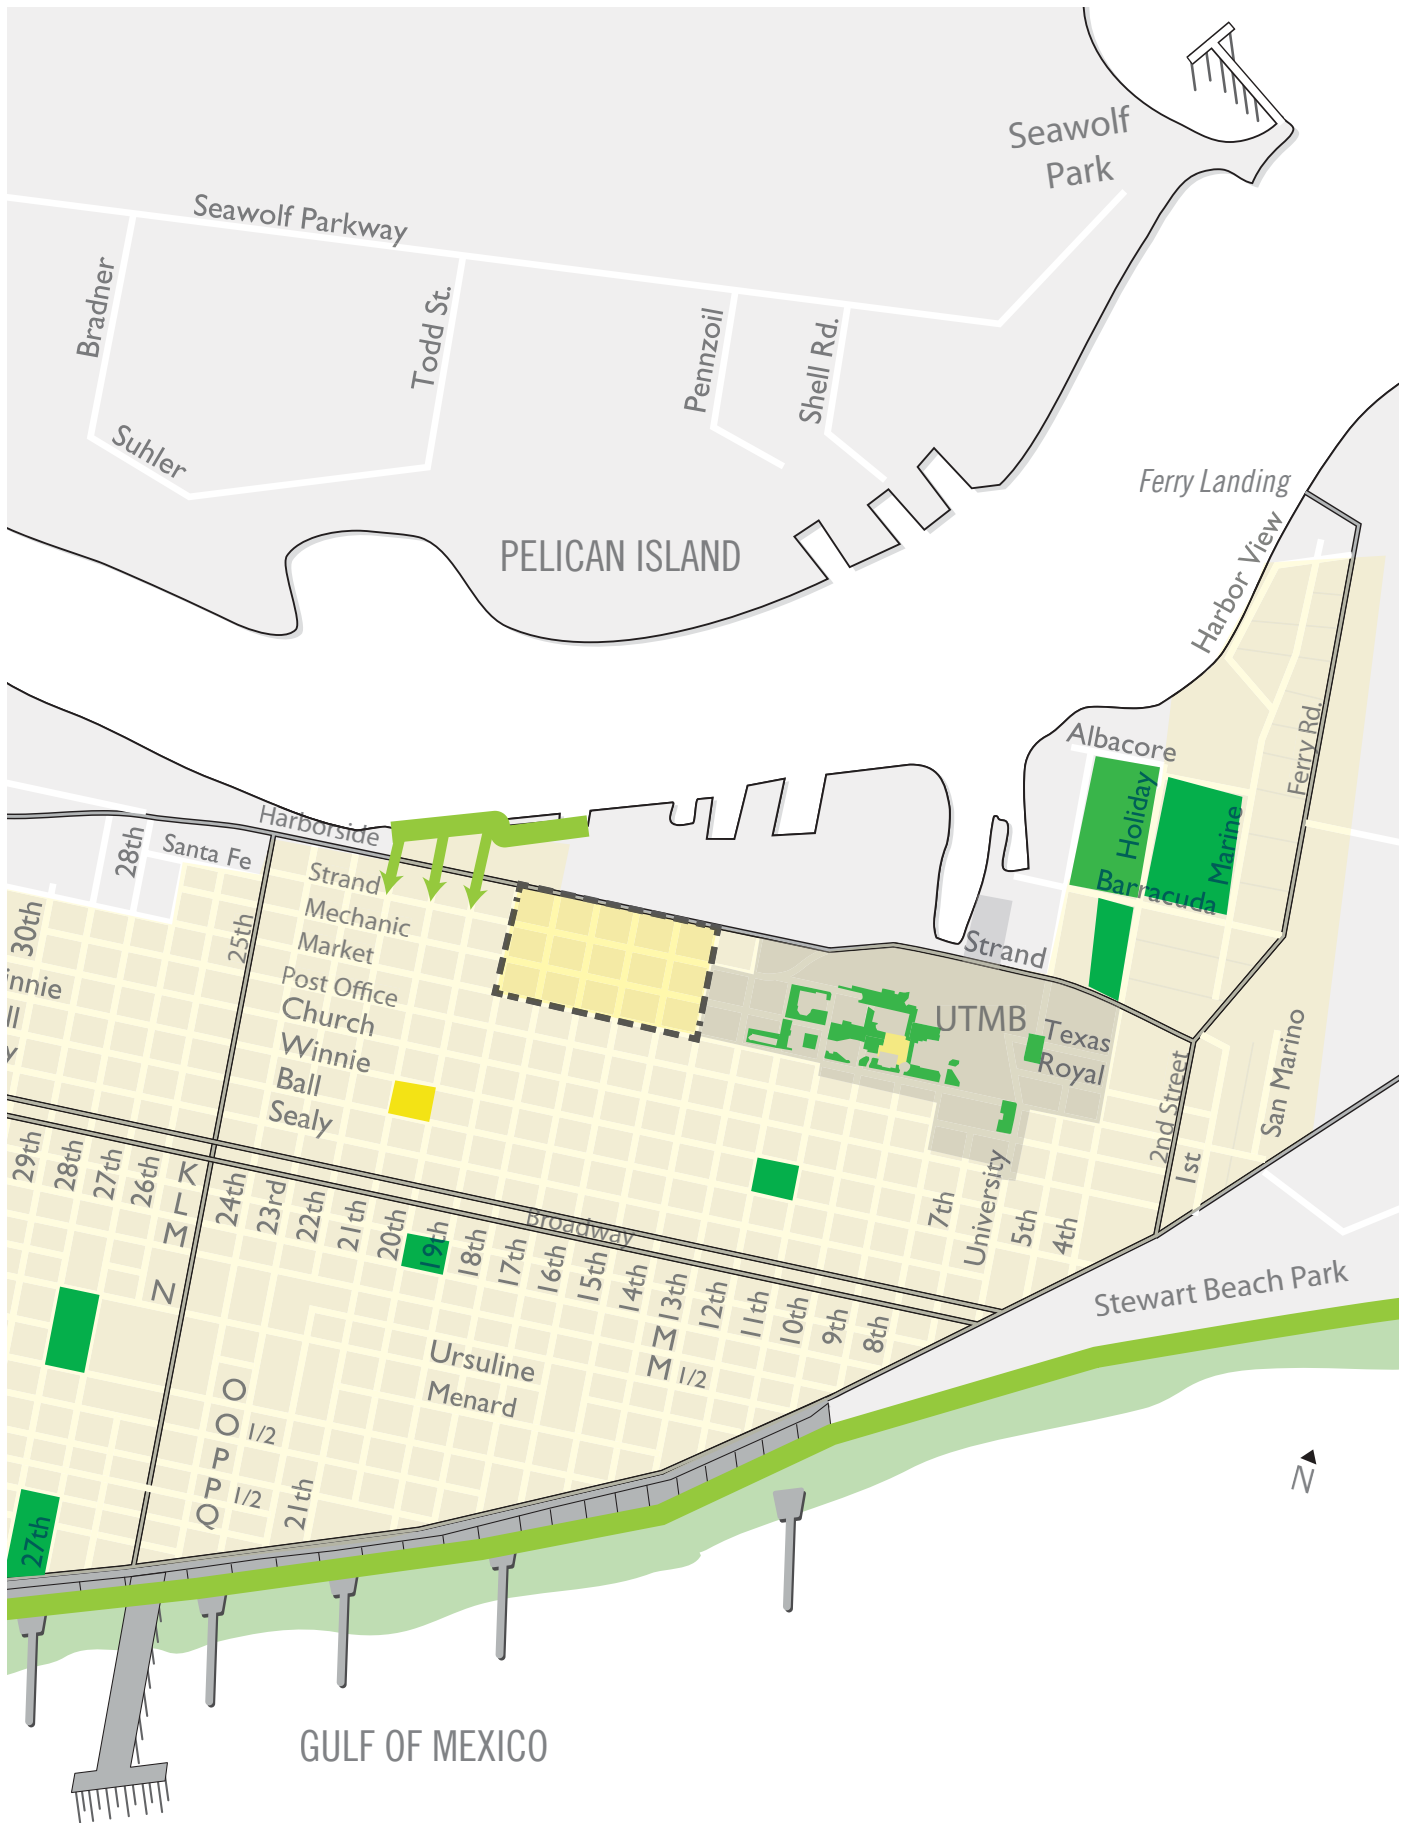 Seawolf
Park
Seawolf Parkway
Bradner
Todd St.
Pennzoil
Shell Rd.
Suhler
Ferry Landing
PELICAN ISLAND
Harbor View
Albacore
Ferry Rd.
Holiday
Marine
Barracuda
Harborside
28th
Santa Fe
Strand
Mechanic
Market
Post Office
Church
Winnie
Ball
Sealy
25th
30th
innie
ll
y
Strand
UTMB
Texas
Royal
San Marino
2nd Street
1st
29th
28th
27th
26th
K
L
M
N
24th
23rd
22th
21th
20th
19th
18th
17th
16th
15th
14th
13th
12th
11th
10th
9th
8th
Broadway
7th
University
5th
4th
M
M 1/2
Stewart Beach Park
Ursuline
Menard
O
O 1/2
P
P 1/2
Q
21th
27th
N
GULF OF MEXICO